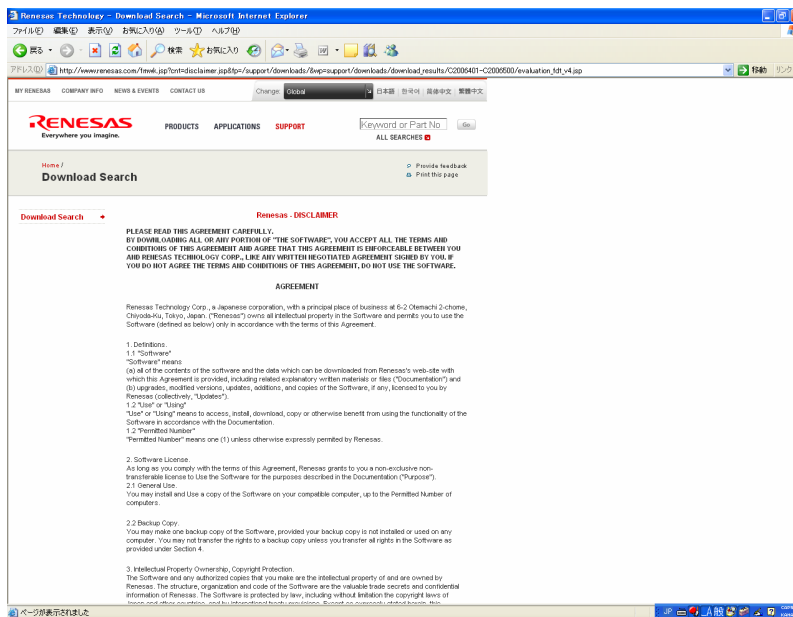 Renesas Technology - Download Search - Microsoft Internet Explorer
ファイル(F) 編集(E) 表示(V) お気に入り(A) ツール(T) ヘルプ(H)
戻る 検索 お気に入り
アドレス(D) http://www.renesas.com/fmwk.jsp?cnt=disclaimer.jsp&fp=/support/downloads/&wp=support/downloads/download_results/C2006401-C2006500/evaluation_fdt_v4.jsp 移動 リンク
MY RENESAS COMPANY INFO NEWS & EVENTS CONTACT US Change: Global 日本語 한국어 简体中文 繁體中文
RENESAS
Everywhere you imagine.
PRODUCTS APPLICATIONS SUPPORT Keyword or Part No Go
ALL SEARCHES
Home / Provide feedback
Download Search Print this page
Download Search Renesas - DISCLAIMER
PLEASE READ THIS AGREEMENT CAREFULLY.
BY DOWNLOADING ALL OR ANY PORTION OF "THE SOFTWARE", YOU ACCEPT ALL THE TERMS AND
CONDITIONS OF THIS AGREEMENT AND AGREE THAT THIS AGREEMENT IS ENFORCEABLE BETWEEN YOU
AND RENESAS TECHNOLOGY CORP., LIKE ANY WRITTEN NEGOTIATED AGREEMENT SIGNED BY YOU. IF
YOU DO NOT AGREE THE TERMS AND CONDITIONS OF THIS AGREEMENT, DO NOT USE THE SOFTWARE.
AGREEMENT
Renesas Technology Corp., a Japanese corporation, with a principal place of business at 6-2 Otemachi 2-chome,
Chiyoda-Ku, Tokyo, Japan. ("Renesas") owns all intellectual property in the Software and permits you to use the
Software (defined as below) only in accordance with the terms of this Agreement.
1. Definitions.
1.1 "Software"
"Software" means
(a) all of the contents of the software and the data which can be downloaded from Renesas's web-site with
which this Agreement is provided, including related explanatory written materials or files ("Documentation") and
(b) upgrades, modified versions, updates, additions, and copies of the Software, if any, licensed to you by
Renesas (collectively, "Updates").
1.2 "Use" or "Using"
"Use" or "Using" means to access, install, download, copy or otherwise benefit from using the functionality of the
Software in accordance with the Documentation.
1.2 "Permitted Number"
"Permitted Number" means one (1) unless otherwise expressly permited by Renesas.
2. Software License.
As long as you comply with the terms of this Agreement, Renesas grants to you a non-exclusive non-
transferable license to Use the Software for the purposes described in the Documentation ("Purpose").
2.1 General Use.
You may install and Use a copy of the Software on your compatible computer, up to the Permitted Number of
computers.
2.2 Backup Copy.
You may make one backup copy of the Software, provided your backup copy is not installed or used on any
computer. You may not transfer the rights to a backup copy unless you transfer all rights in the Software as
provided under Section 4.
3. Intellectual Property Ownership, Copyright Protection.
The Software and any authorized copies that you make are the intellectual property of and are owned by
Renesas. The structure, organization and code of the Software are the valuable trade secrets and confidential
information of Renesas. The Software is protected by law, including without limitation the copyright laws of
Japan and other countries, and by international treaty provisions. Except as expressly stated herein, this
ページが表示されました JP A 般